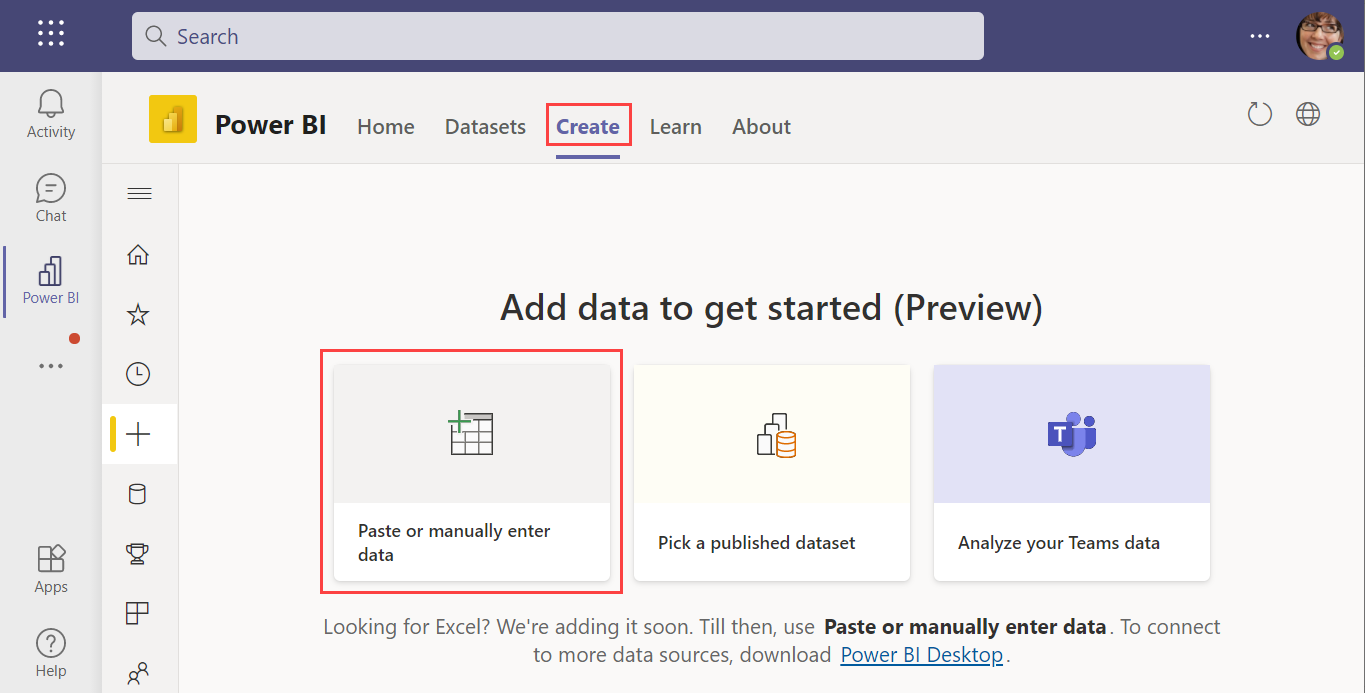 Search
Activity
Chat
Power BI
Apps
Help
Power BI
Home
Datasets
Create
Learn
About
Add data to get started (Preview)
Paste or manually enter
data
Pick a published dataset
T
Analyze your Teams data
Looking for Excel? We're adding it soon. Till then, use Paste or manually enter data. To connect
to more data sources, download Power BI Desktop.